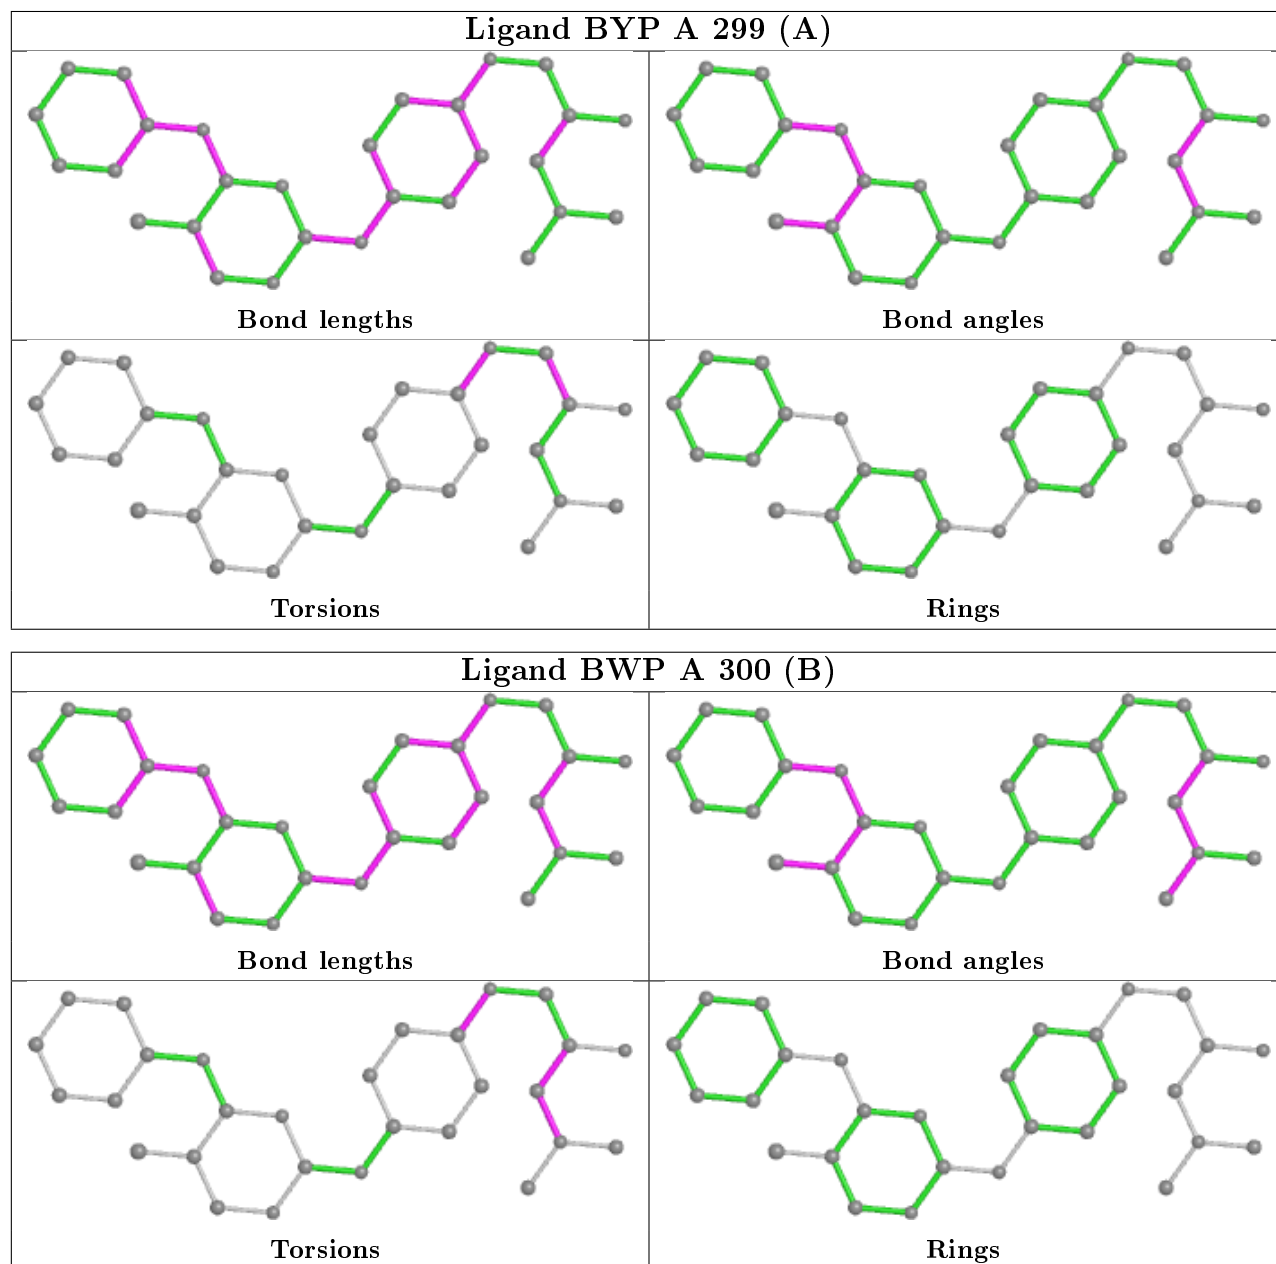 Ligand BYP A 299 (A)
Bond lengths
Bond angles
Torsions
Rings
Ligand BWP A 300 (B)
Bond lengths
Bond angles
Torsions
Rings